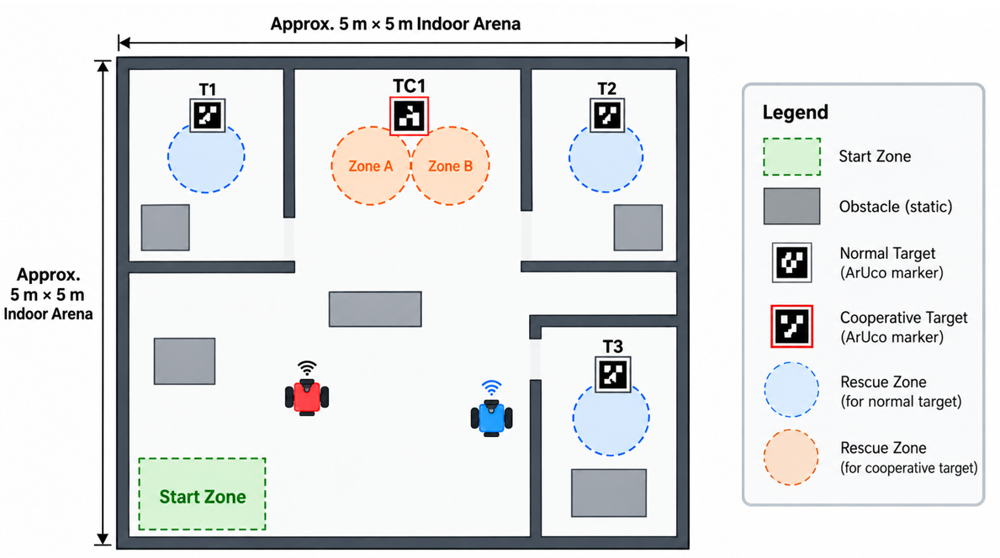 Approx. 5 m × 5 m Indoor Arena
T1
TC1
T2
Zone A
Zone B
Approx.
5 m × 5 m
Indoor Arena
T3
Start Zone
Legend
Start Zone
Obstacle (static)
Normal Target
(ArUco marker)
Cooperative Target
(ArUco marker)
Rescue Zone
(for normal target)
Rescue Zone
(for cooperative target)